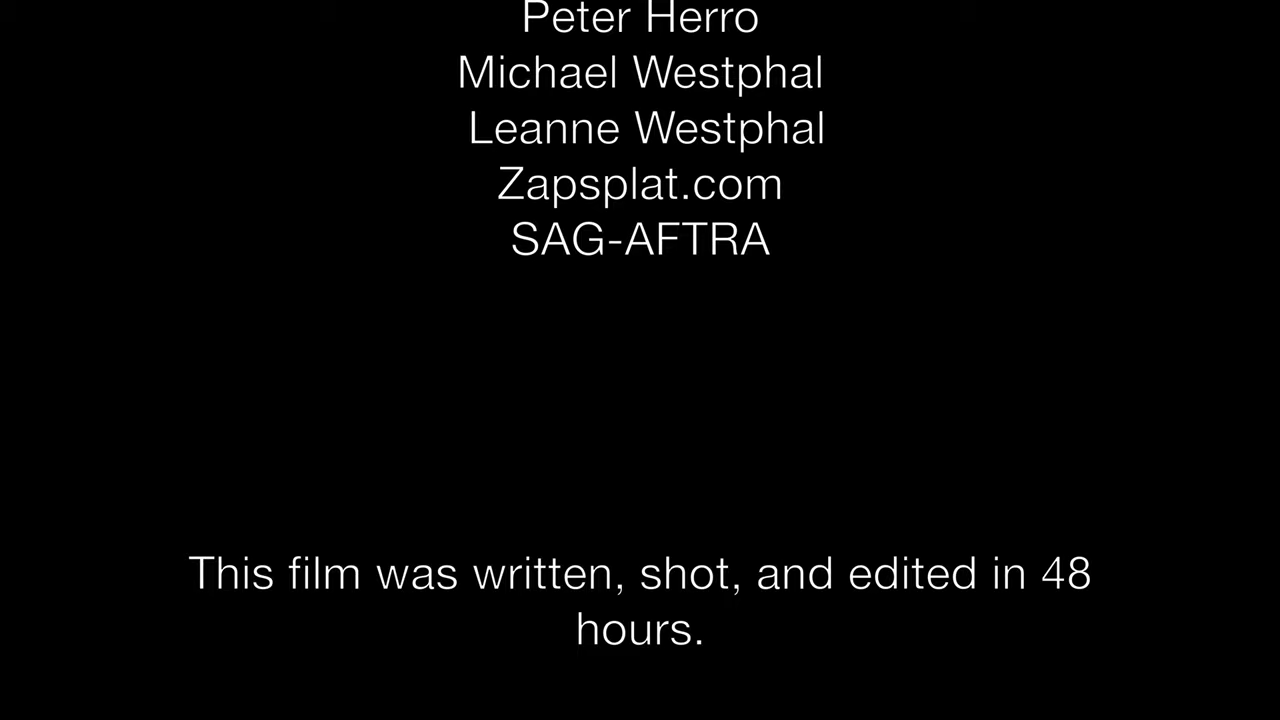 Peter Herro
Michael Westphal
Leanne Westphal
Zapsplat.com
SAG-AFTRA
This film was written, shot, and edited in 48
hours.